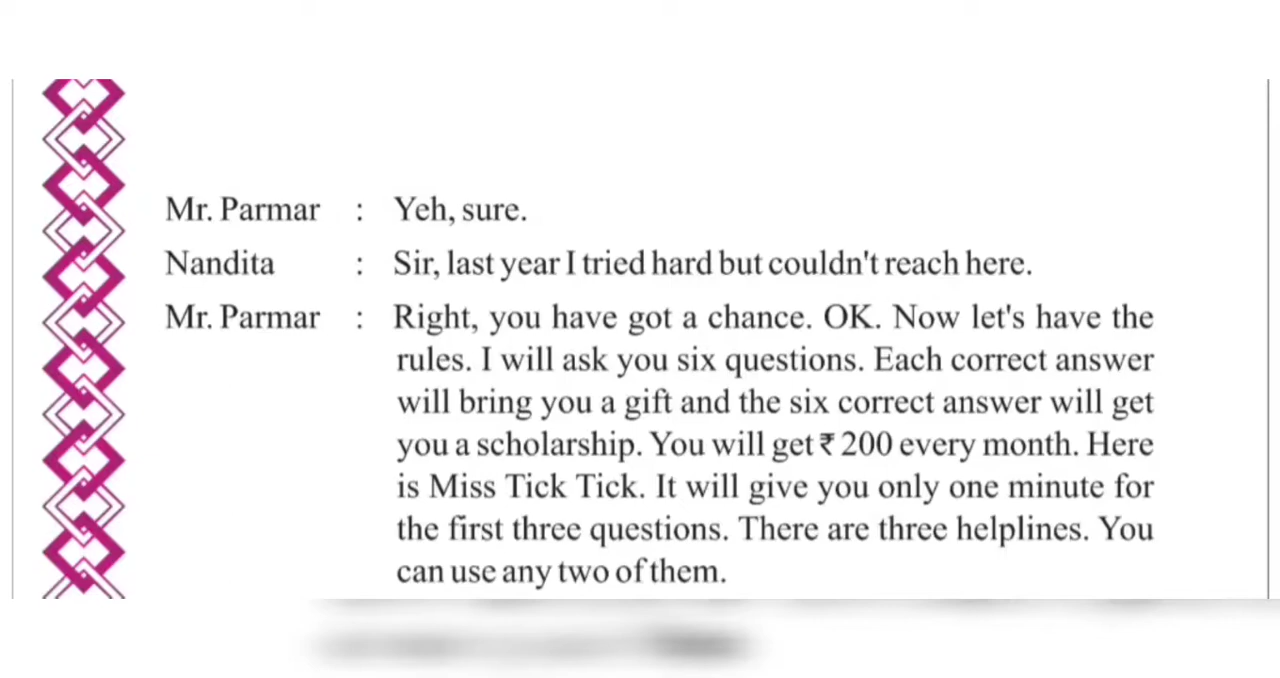 Mr. Parmar : Yeh, sure.
Nandita : Sir, last year I tried hard but couldn't reach here.
Mr. Parmar : Right, you have got a chance. OK. Now let's have the
rules. I will ask you six questions. Each correct answer
will bring you a gift and the six correct answer will get
you a scholarship. You will get ₹ 200 every month. Here
is Miss Tick Tick. It will give you only one minute for
the first three questions. There are three helplines. You
can use any two of them.